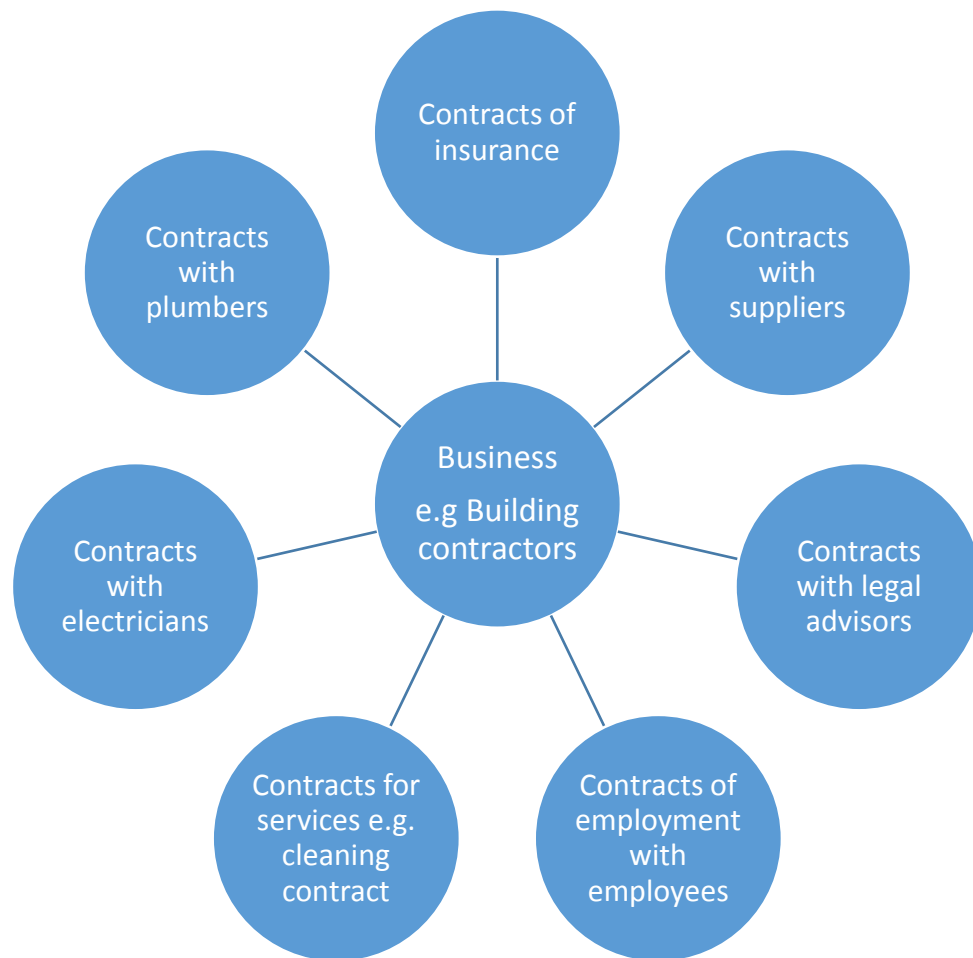 Contracts of
insurance
Contracts
with
suppliers
Contracts
with legal
advisors
Contracts of
employment
with
employees
Contracts for
services e.g.
cleaning
contract
Contracts
with
electricians
Contracts
with
plumbers
Business
e.g Building
contractors